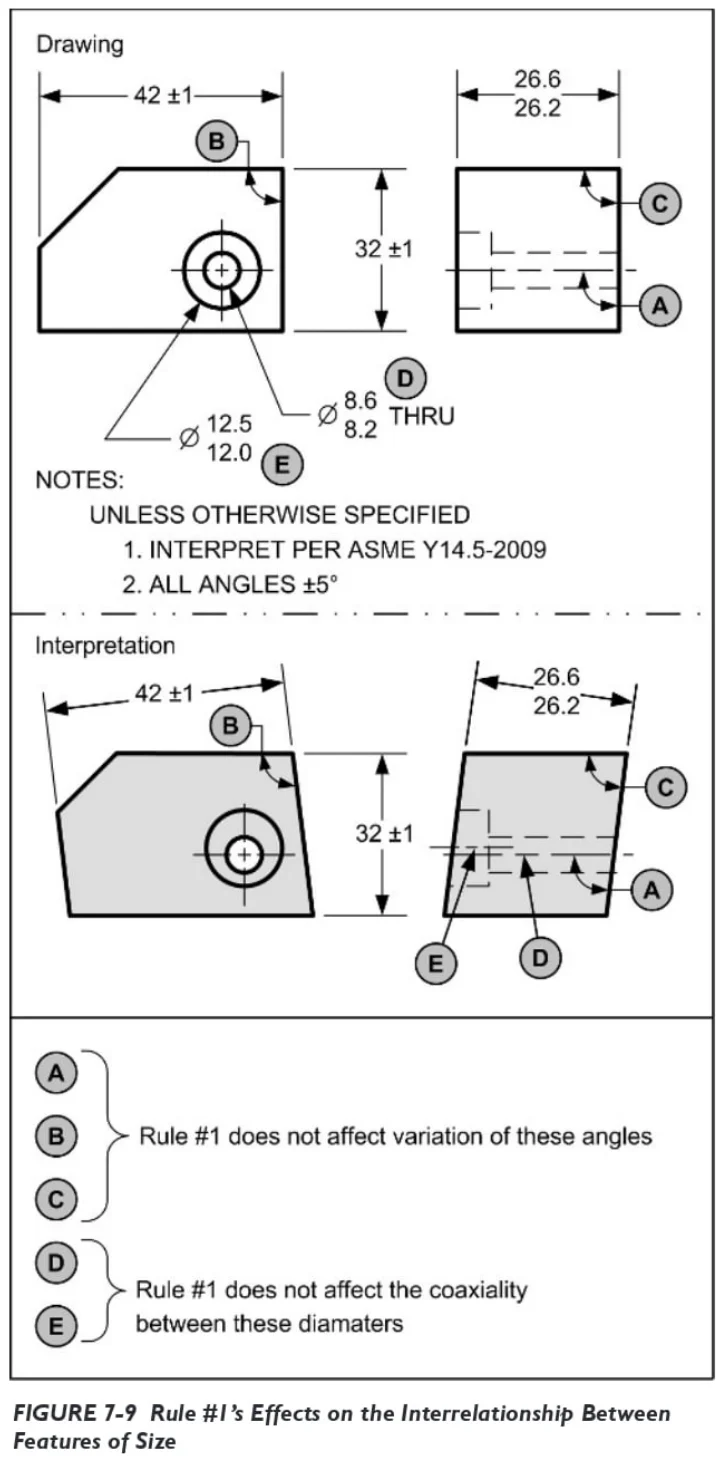 Drawing
42 ±1
26.6
26.2
B
C
32 ±1
A
D
⌀ 8.6
8.2 THRU
⌀ 12.5
12.0
E
NOTES:
UNLESS OTHERWISE SPECIFIED
1. INTERPRET PER ASME Y14.5-2009
2. ALL ANGLES ±5°
Interpretation
42 ±1
26.6
26.2
B
C
32 ±1
A
E
D
A
B
Rule #1 does not affect variation of these angles
C
D
Rule #1 does not affect the coaxiality
E
between these diamaters
FIGURE 7-9 Rule #1's Effects on the Interrelationship Between
Features of Size